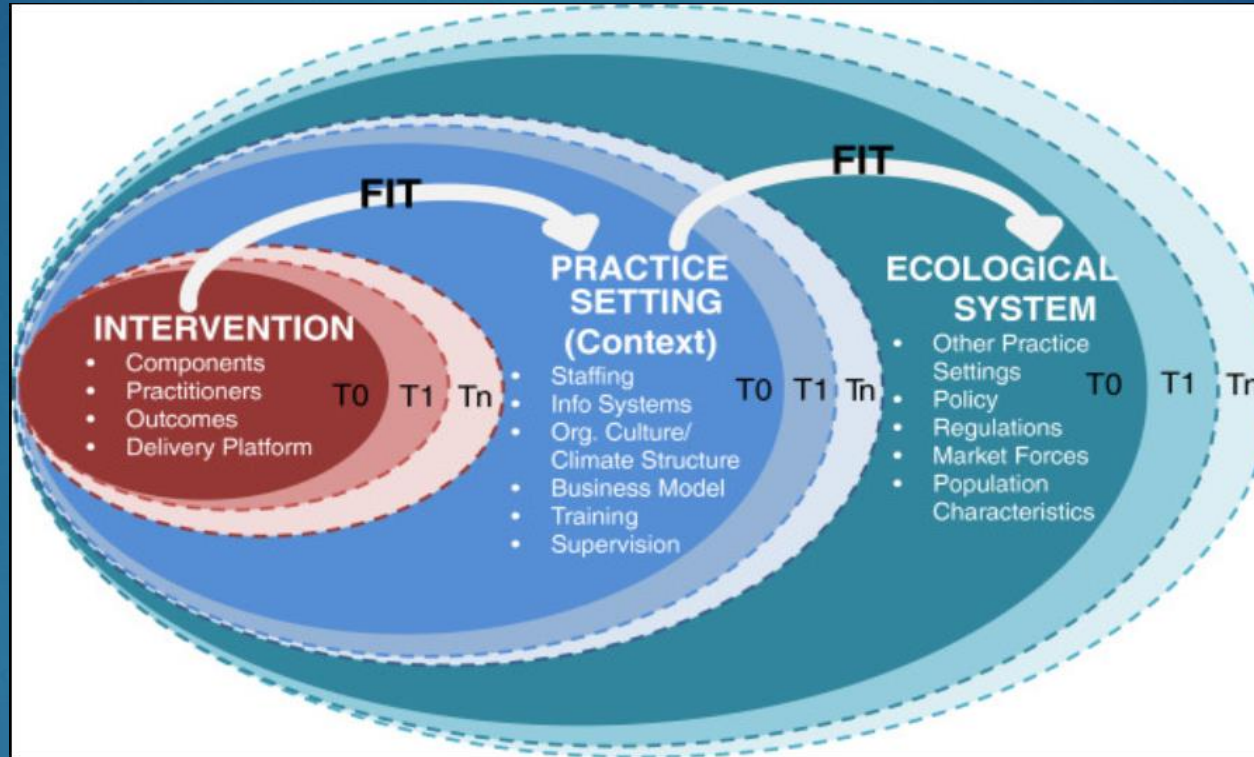 FIT
FIT
INTERVENTION
• Components
• Practitioners
• Outcomes
• Delivery Platform
T0 T1 Tn
PRACTICE
SETTING
(Context)
• Staffing
• Info Systems
• Org. Culture/
Climate Structure
• Business Model
• Training
• Supervision
T0 T1 Tn
ECOLOGICAL
SYSTEM
• Other Practice
Settings
• Policy
• Regulations
• Market Forces
• Population
Characteristics
T0 T1 Tn